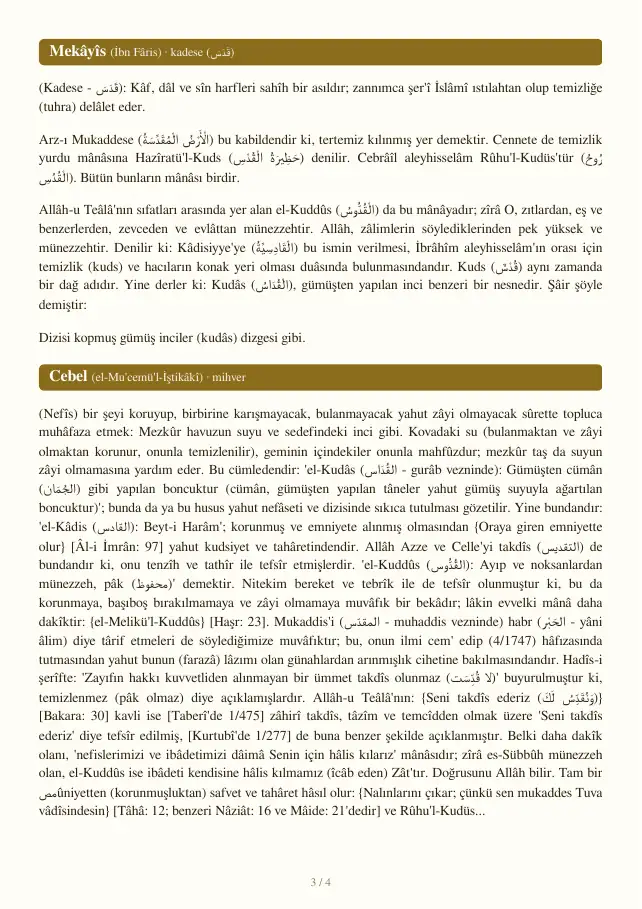 Mekâyîs (İbn Fâris) · kadese (قَدَسَ)
(Kadese - قَدَسَ): Kâf, dâl ve sîn harfleri sahîh bir asıldır; zannımca şer'î İslâmî ıstılahtan olup temizliğe
(tuhra) delâlet eder.
Arz-ı Mukaddese (الْأَرْضُ الْمُقَدَّسَةُ) bu kabildendir ki, tertemiz kılınmış yer demektir. Cennete de temizlik
yurdu mânâsına Hazîratü'l-Kuds (حَظِيرَةُ الْقُدْسِ) denilir. Cebrâîl aleyhisselâm Rûhu'l-Kudüs'tür (رُوحُ
الْقُدُسِ). Bütün bunların mânâsı birdir.
Allâh-u Teâlâ'nın sıfatları arasında yer alan el-Kuddûs (الْقُدُّوسُ) da bu mânâyadır; zîrâ O, zıtlardan, eş ve
benzerlerden, zevceden ve evlâttan münezzehtir. Allâh, zâlimlerin söylediklerinden pek yüksek ve
münezzehtir. Denilir ki: Kâdisiyye'ye (الْقَادِسِيَّةُ) bu ismin verilmesi, İbrâhîm aleyhisselâm'ın orası için
temizlik (kuds) ve hacıların konak yeri olması duâsında bulunmasındandır. Kuds (قُدْسٌ) aynı zamanda
bir dağ adıdır. Yine derler ki: Kudâs (الْقُدَاسُ), gümüşten yapılan inci benzeri bir nesnedir. Şâir şöyle
demiştir:
Dizisi kopmuş gümüş inciler (kudâs) dizgesi gibi.
Cebel (el-Mu'cemü'l-İştikâkî) · mihver
(Nefîs) bir şeyi koruyup, birbirine karışmayacak, bulanmayacak yahut zâyi olmayacak sûrette topluca
muhâfaza etmek: Mezkûr havuzun suyu ve sedefindeki inci gibi. Kovadaki su (bulanmaktan ve zâyi
olmaktan korunur, onunla temizlenilir), geminin içindekiler onunla mahfûzdur; mezkûr taş da suyun
zâyi olmamasına yardım eder. Bu cümledendir: 'el-Kudâs (القُدَاس - gurâb vezninde): Gümüşten cümân
(الجُمَان) gibi yapılan boncuktur (cümân, gümüşten yapılan tâneler yahut gümüş suyuyla ağartılan
boncuktur)'; bunda da ya bu husus yahut nefâseti ve dizisinde sıkıca tutulması gözetilir. Yine bundandır:
'el-Kâdis (القادس): Beyt-i Harâm'; korunmuş ve emniyete alınmış olmasından {Oraya giren emniyette
olur} [Âl-i İmrân: 97] yahut kudsiyet ve tahâretindendir. Allâh Azze ve Celle'yi takdîs (التقديس) de
bundandır ki, onu tenzîh ve tathîr ile tefsîr etmişlerdir. 'el-Kuddûs (القُدُّوس): Ayıp ve noksanlardan
münezzeh, pâk (محفوظ)' demektir. Nitekim bereket ve tebrîk ile de tefsîr olunmuştur ki, bu da
korunmaya, başıboş bırakılmamaya ve zâyi olmamaya muvâfık bir bekâdır; lâkin evvelki mânâ daha
dakîktir: {el-Melikü'l-Kuddûs} [Haşr: 23]. Mukaddis'i (المقدّس - muhaddis vezninde) habr (الحَبْر - yâni
âlim) diye târif etmeleri de söylediğimize muvâfıktır; bu, onun ilmi cem' edip (4/1747) hâfızasında
tutmasından yahut bunun (farazâ) lâzımı olan günahlardan arınmışlık cihetine bakılmasındandır. Hadîs-i
şerîfte: 'Zayıfın hakkı kuvvetliden alınmayan bir ümmet takdîs olunmaz (لا قُدِّسَت)' buyurulmuştur ki,
temizlenmez (pâk olmaz) diye açıklamışlardır. Allâh-u Teâlâ'nın: {Seni takdîs ederiz (وَنُقَدِّسُ لَكَ)}
[Bakara: 30] kavli ise [Taberî'de 1/475] zâhirî takdîs, tâzîm ve temcîdden olmak üzere 'Seni takdîs
ederiz' diye tefsîr edilmiş, [Kurtubî'de 1/277] de buna benzer şekilde açıklanmıştır. Belki daha dakîk
olanı, 'nefislerimizi ve ibâdetimizi dâimâ Senin için hâlis kılarız' mânâsıdır; zîrâ es-Sübbûh münezzeh
olan, el-Kuddûs ise ibâdeti kendisine hâlis kılmamız (îcâb eden) Zât'tır. Doğrusunu Allâh bilir. Tam bir
مصûniyetten (korunmuşluktan) safvet ve tahâret hâsıl olur: {Nalınlarını çıkar; çünkü sen mukaddes Tuva
vâdîsindesin} [Tâhâ: 12; benzeri Nâziât: 16 ve Mâide: 21'dedir] ve Rûhu'l-Kudüs...
3 / 4